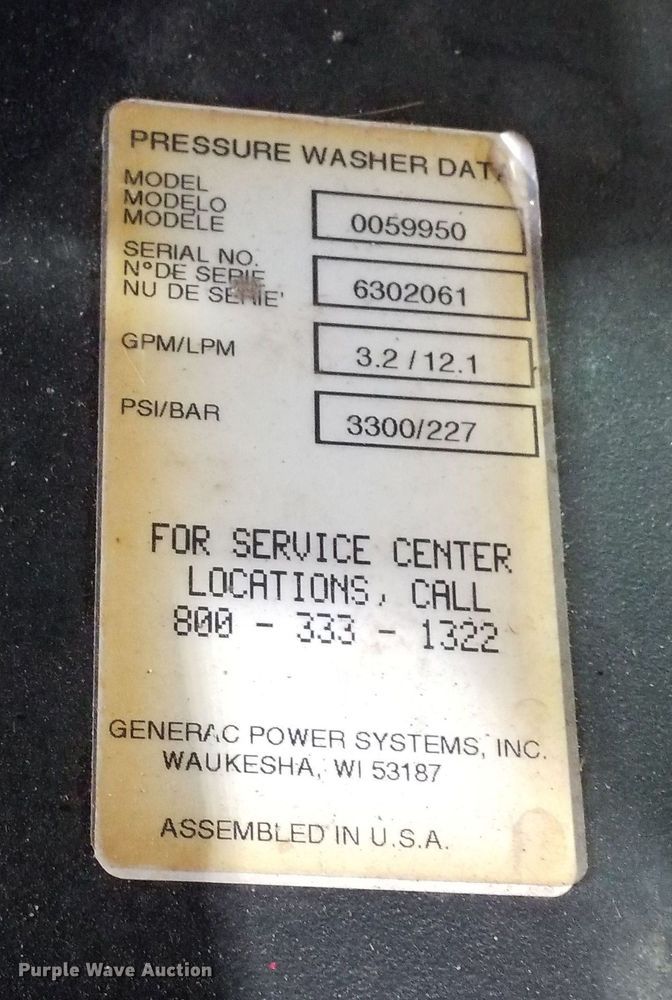 PRESSURE WASHER DATA
MODEL
MODELO
MODELE
0059950
SERIAL NO.
N°DE SERIE
NU DE SERIE'
6302061
GPM/LPM
3.2 / 12.1
PSI/BAR
3300/227
FOR SERVICE CENTER
LOCATIONS, CALL
800 - 333 - 1322
GENERAC POWER SYSTEMS, INC.
WAUKESHA, WI 53187
ASSEMBLED IN U.S.A.
Purple Wave Auction